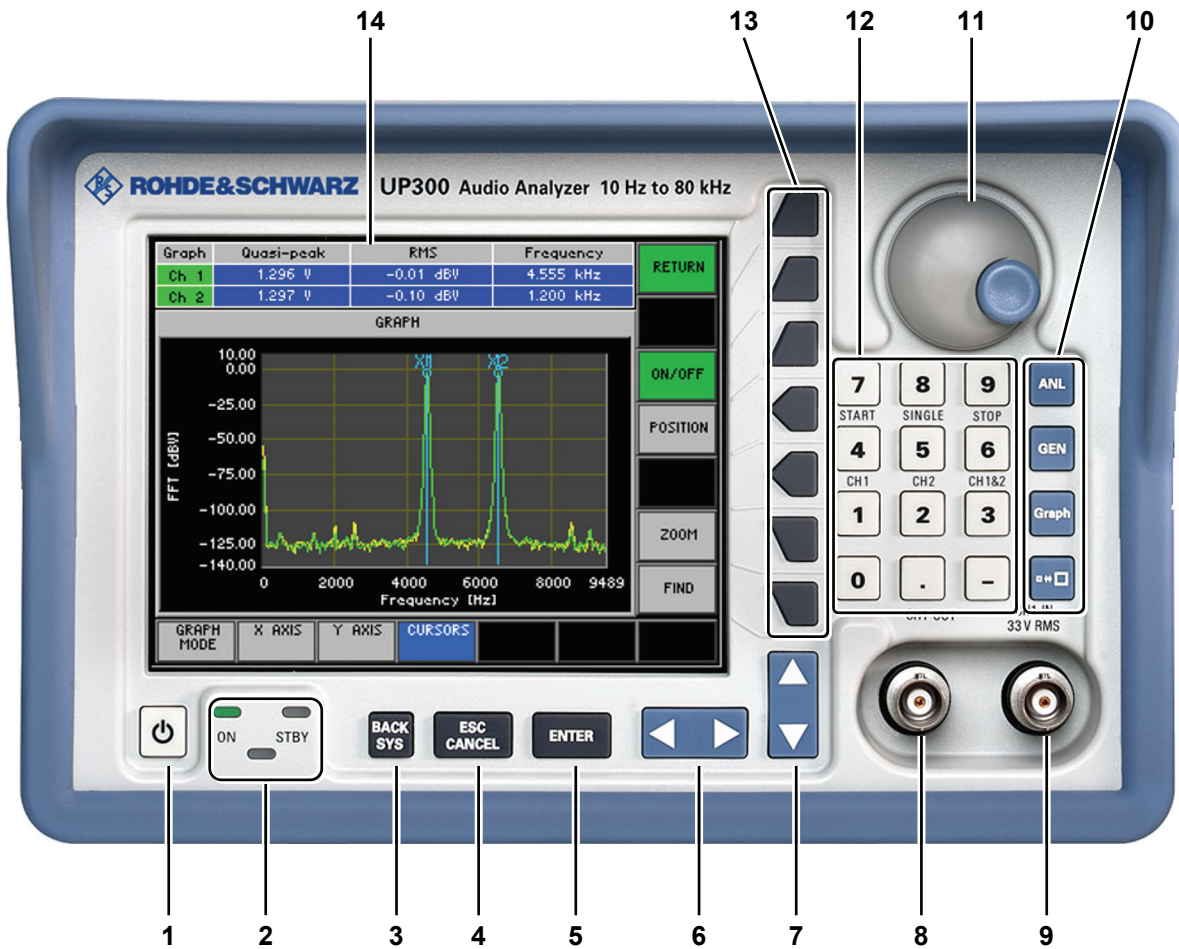 14 13 12 11 10
ROHDE&SCHWARZ UP300 Audio Analyzer 10 Hz to 80 kHz
Graph Quasi-peak RMS Frequency
Ch 1 1.296 V -0.01 dBV 4.555 kHz
Ch 2 1.297 V -0.10 dBV 1.200 kHz
RETURN
GRAPH
ON/OFF
POSITION
ZOOM
FIND
10.00
0.00
-25.00
-50.00
-75.00
-100.00
-125.00
-140.00
FFT [dBV]
0 2000 4000 6000 8000 9489
Frequency [Hz]
GRAPH MODE X AXIS Y AXIS CURSORS
7 8 9 ANL
START SINGLE STOP
4 5 6 GEN
CH1 CH2 CH1&2
1 2 3 Graph
0 . -
33 V RMS
ON STBY
BACK SYS
ESC CANCEL
ENTER
1 2 3 4 5 6 7 8 9